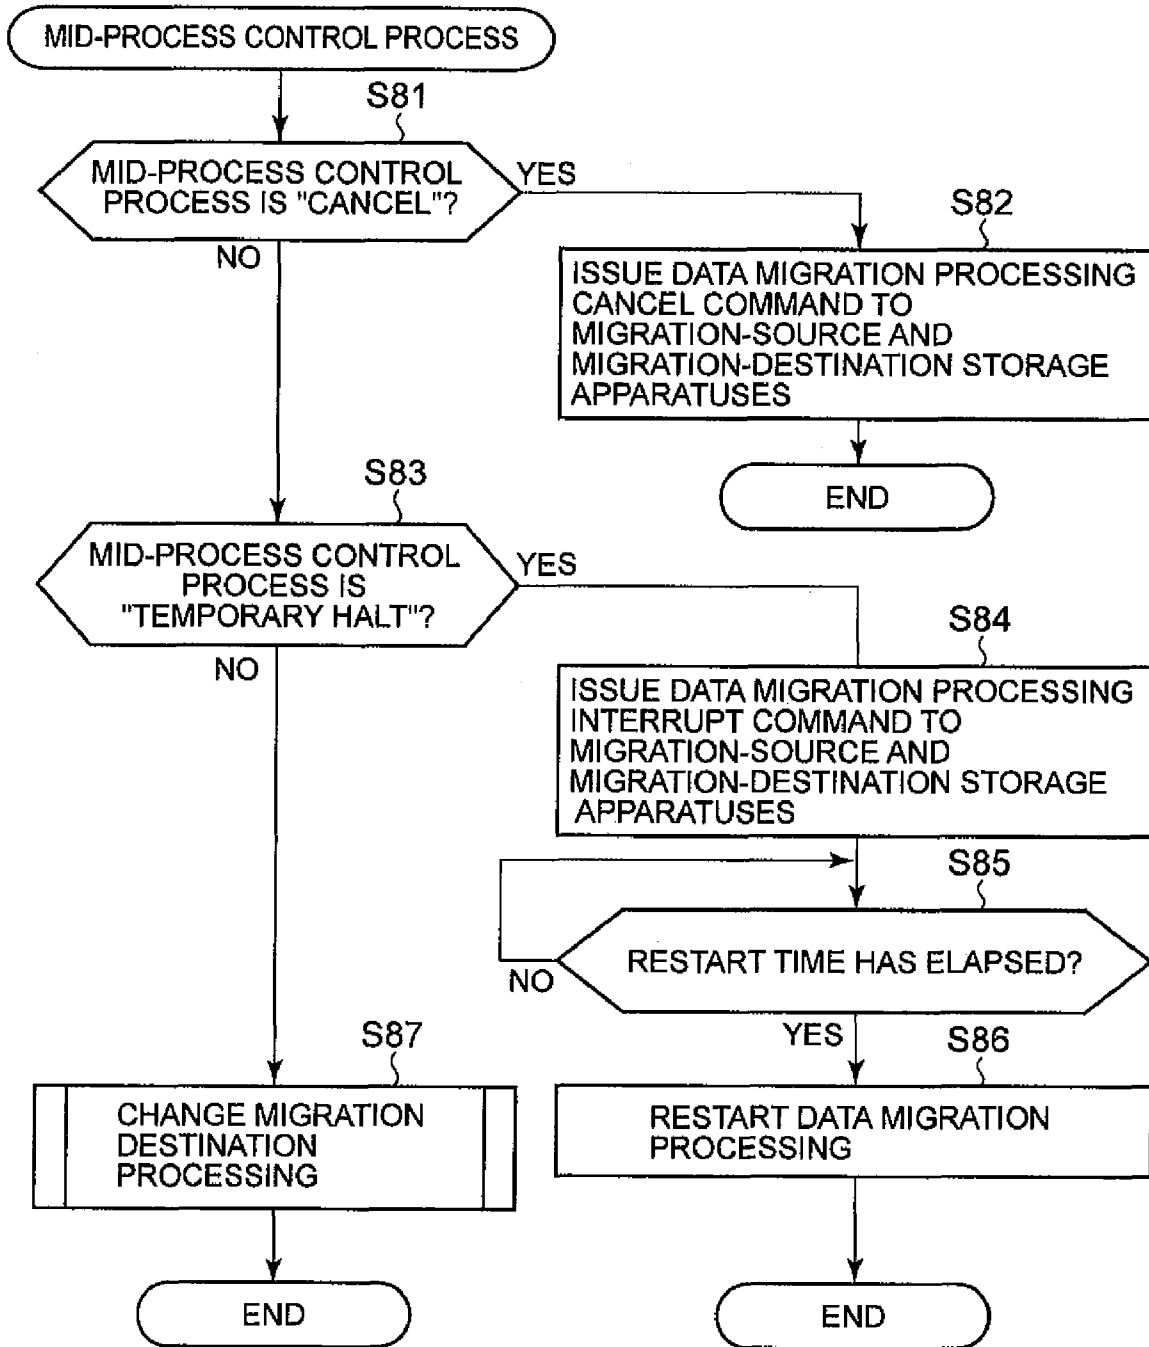 MID-PROCESS CONTROL PROCESS
S81
MID-PROCESS CONTROL
PROCESS IS "CANCEL"?
YES
NO
S82
ISSUE DATA MIGRATION PROCESSING
CANCEL COMMAND TO
MIGRATION-SOURCE AND
MIGRATION-DESTINATION STORAGE
APPARATUSES
END
S83
MID-PROCESS CONTROL
PROCESS IS
"TEMPORARY HALT"?
YES
NO
S84
ISSUE DATA MIGRATION PROCESSING
INTERRUPT COMMAND TO
MIGRATION-SOURCE AND
MIGRATION-DESTINATION STORAGE
APPARATUSES
S85
RESTART TIME HAS ELAPSED?
NO
YES
S86
RESTART DATA MIGRATION
PROCESSING
END
S87
CHANGE MIGRATION
DESTINATION
PROCESSING
END